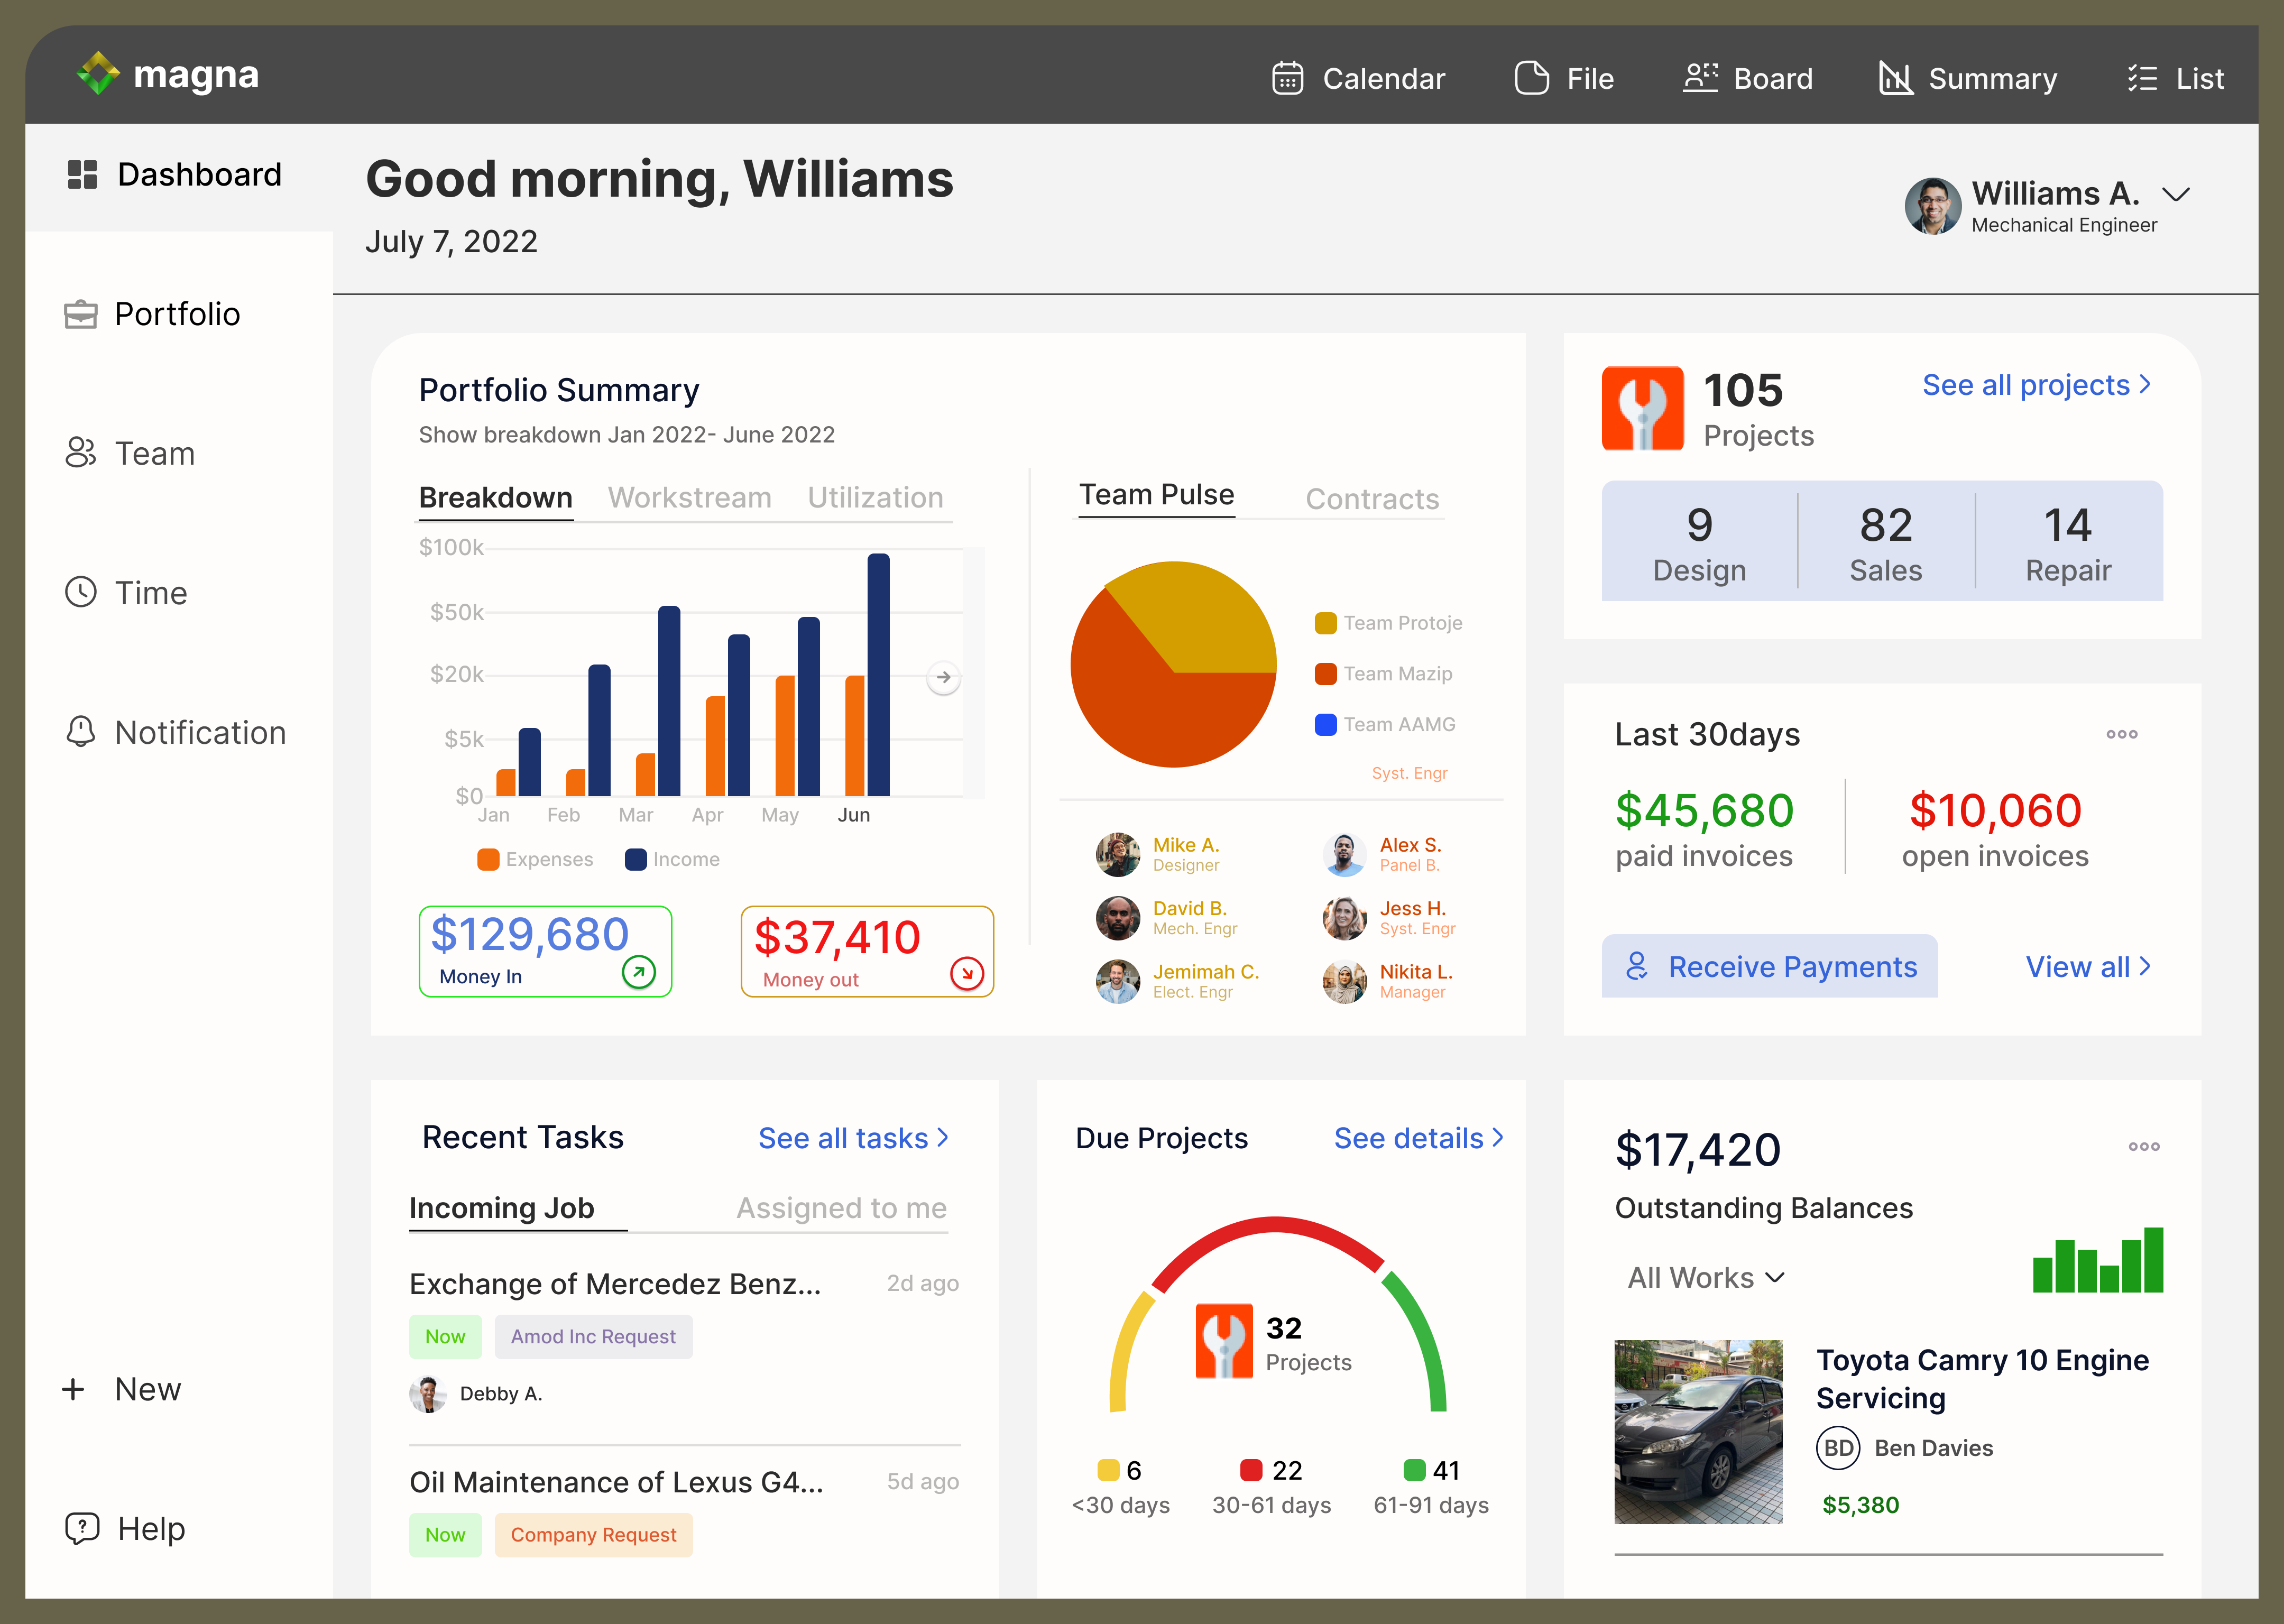 magna
Calendar
File
Board
Summary
List
Dashboard
Portfolio
Team
Time
Notification
New
Help
Good morning, Williams
July 7, 2022
Williams A.
Mechanical Engineer
Portfolio Summary
Show breakdown Jan 2022- June 2022
Breakdown Workstream Utilization
$100k
$50k
$20k
$5k
$0
Jan Feb Mar Apr May Jun
Expenses Income
$129,680
Money In
$37,410
Money out
Team Pulse Contracts
Team Protoje
Team Mazip
Team AAMG
Syst. Engr
Mike A.
Designer
Alex S.
Panel B.
David B.
Mech. Engr
Jess H.
Syst. Engr
Jemimah C.
Elect. Engr
Nikita L.
Manager
105
Projects
See all projects
9
Design
82
Sales
14
Repair
Last 30days
$45,680
paid invoices
$10,060
open invoices
Receive Payments
View all
Recent Tasks
See all tasks
Incoming Job
Assigned to me
Exchange of Mercedez Benz...
2d ago
Now
Amod Inc Request
Debby A.
Oil Maintenance of Lexus G4...
5d ago
Now
Company Request
Due Projects
See details
32
Projects
6
<30 days
22
30-61 days
41
61-91 days
$17,420
Outstanding Balances
All Works
Toyota Camry 10 Engine
Servicing
BD
Ben Davies
$5,380